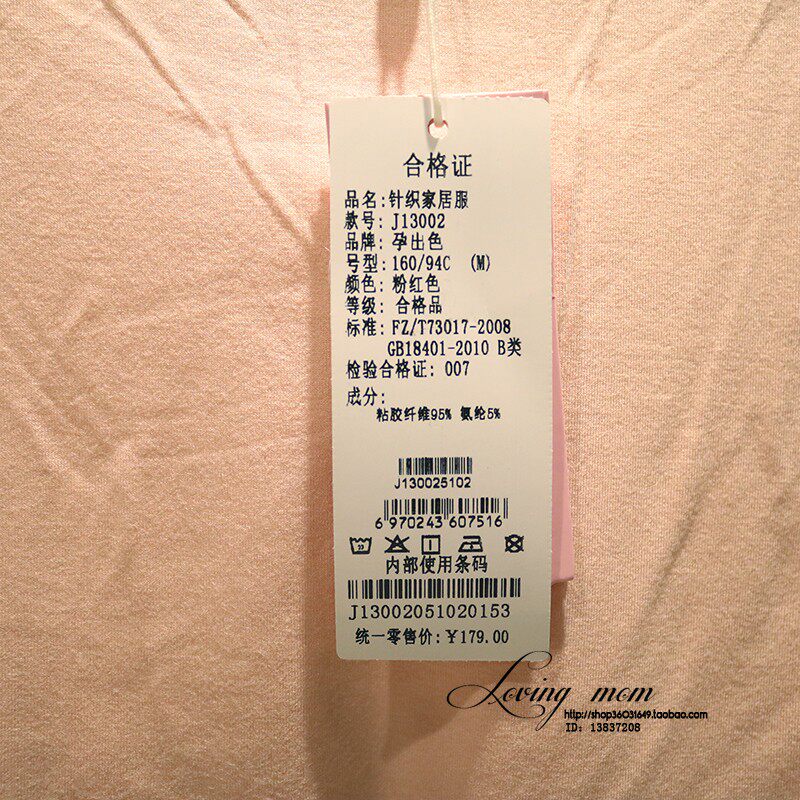 合格证
品名:针织家居服
款号: J13002
品牌: 孕出色
号型: 160/94C (M)
颜色: 粉红色
等级: 合格品
标准: FZ/T73017-2008
GB18401-2010 B类
检验合格证: 007
成分:
粘胶纤维95% 氨纶5%
J130025102
6 970243 607516
内部使用条码
J13002051020153
统一零售价:￥179.00
Loving mom
http://shop36031649.taobao.com
ID: 13837208